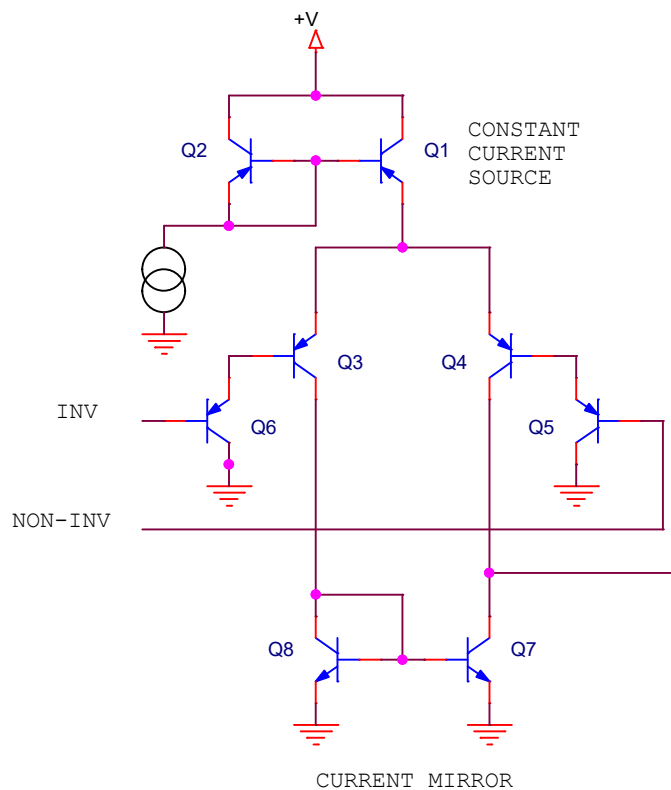 +V
Q2
Q1
CONSTANT
CURRENT
SOURCE
Q3
Q4
INV
Q6
Q5
NON-INV
Q8
Q7
CURRENT MIRROR